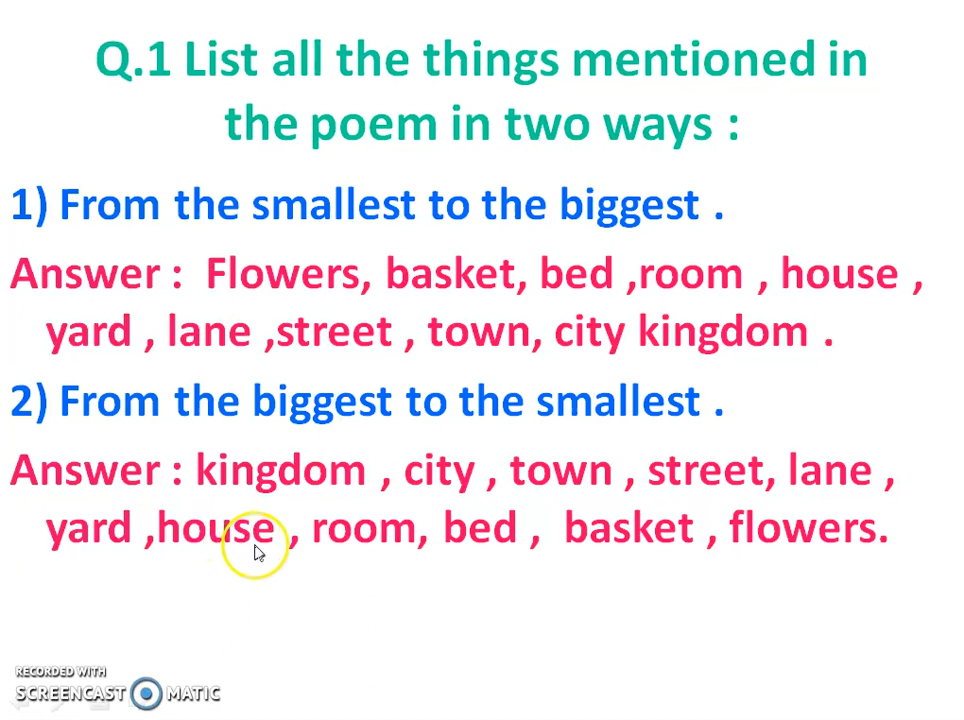 Q.1 List all the things mentioned in
the poem in two ways :
1) From the smallest to the biggest .
Answer :  Flowers, basket, bed ,room , house ,
yard , lane ,street , town, city kingdom .
2) From the biggest to the smallest .
Answer : kingdom , city , town , street, lane ,
yard ,house , room, bed ,  basket , flowers.
RECORDED WITH
SCREENCAST MATIC